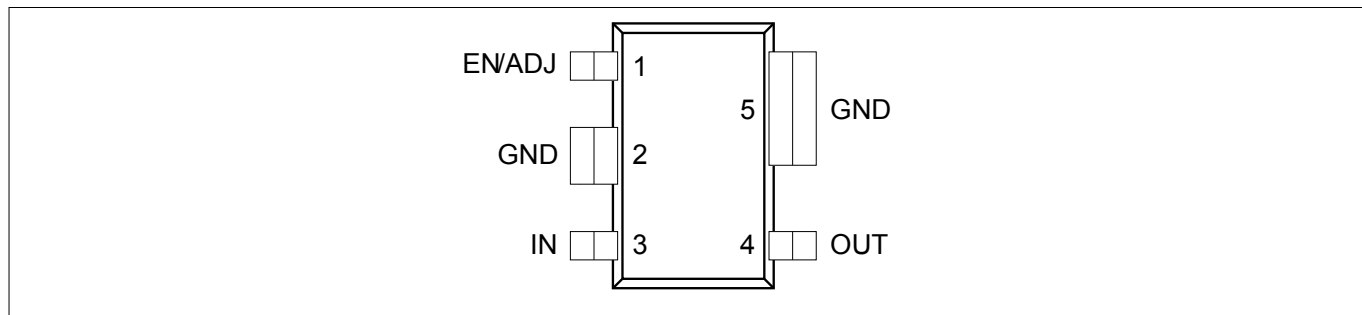 EN/ADJ 1
5 GND
GND 2
IN 3
4 OUT